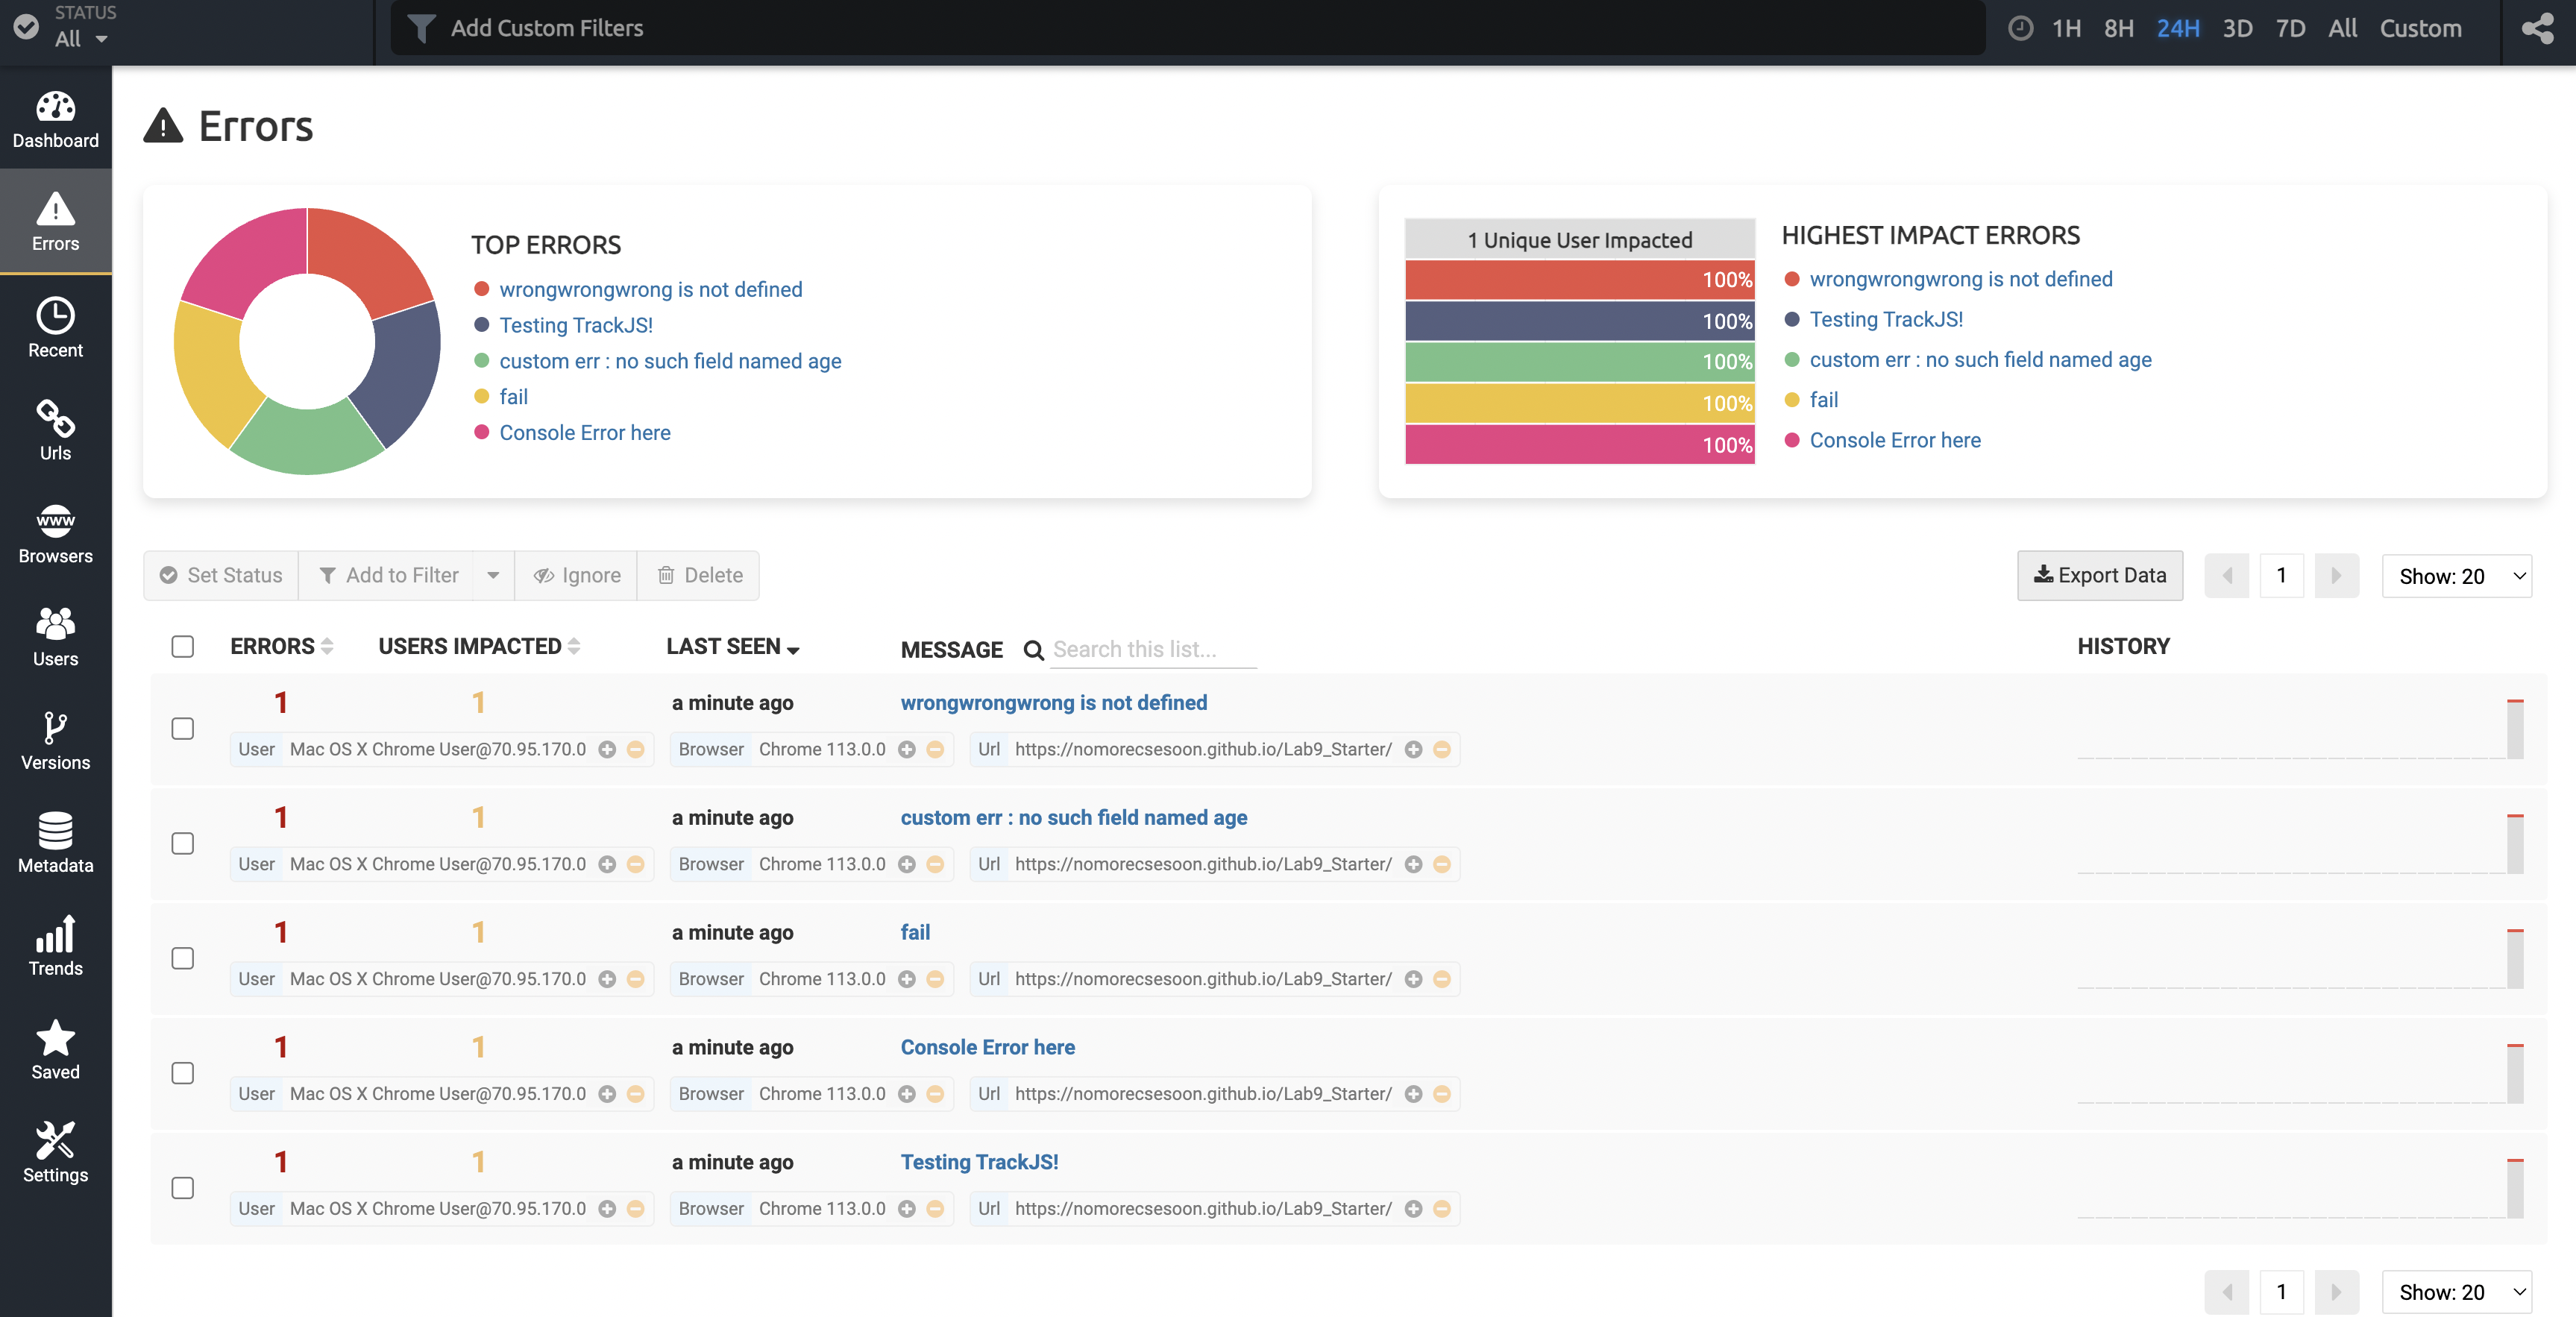 STATUS
All
Add Custom Filters
1H 8H 24H 3D 7D All Custom
Dashboard
Errors
Recent
Urls
www
Browsers
Users
Versions
Metadata
Trends
Saved
Settings
Errors
TOP ERRORS
wrongwrongwrong is not defined
Testing TrackJS!
custom err : no such field named age
fail
Console Error here
1 Unique User Impacted
100%
100%
100%
100%
100%
HIGHEST IMPACT ERRORS
wrongwrongwrong is not defined
Testing TrackJS!
custom err : no such field named age
fail
Console Error here
Set Status Add to Filter Ignore Delete
Export Data 1 Show: 20
ERRORS USERS IMPACTED LAST SEEN MESSAGE Search this list... HISTORY
1 1 a minute ago wrongwrongwrong is not defined
User Mac OS X Chrome User@70.95.170.0 Browser Chrome 113.0.0 Url https://nomorecsesoon.github.io/Lab9_Starter/
1 1 a minute ago custom err : no such field named age
User Mac OS X Chrome User@70.95.170.0 Browser Chrome 113.0.0 Url https://nomorecsesoon.github.io/Lab9_Starter/
1 1 a minute ago fail
User Mac OS X Chrome User@70.95.170.0 Browser Chrome 113.0.0 Url https://nomorecsesoon.github.io/Lab9_Starter/
1 1 a minute ago Console Error here
User Mac OS X Chrome User@70.95.170.0 Browser Chrome 113.0.0 Url https://nomorecsesoon.github.io/Lab9_Starter/
1 1 a minute ago Testing TrackJS!
User Mac OS X Chrome User@70.95.170.0 Browser Chrome 113.0.0 Url https://nomorecsesoon.github.io/Lab9_Starter/
1 Show: 20